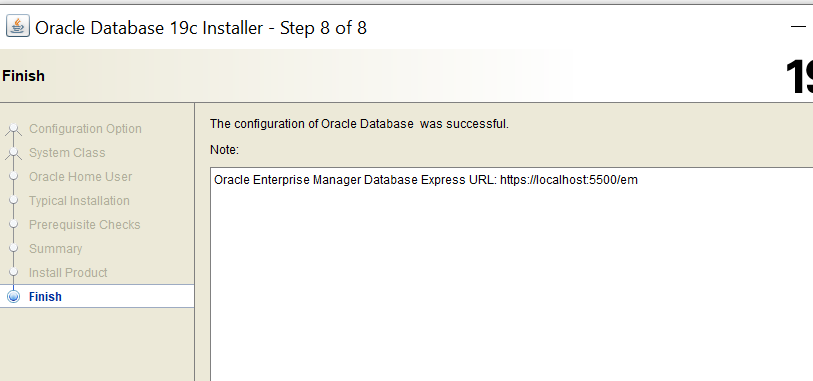 Oracle Database 19c Installer - Step 8 of 8
Finish
19
Configuration Option
System Class
Oracle Home User
Typical Installation
Prerequisite Checks
Summary
Install Product
Finish
The configuration of Oracle Database  was successful.
Note:
Oracle Enterprise Manager Database Express URL: https://localhost:5500/em